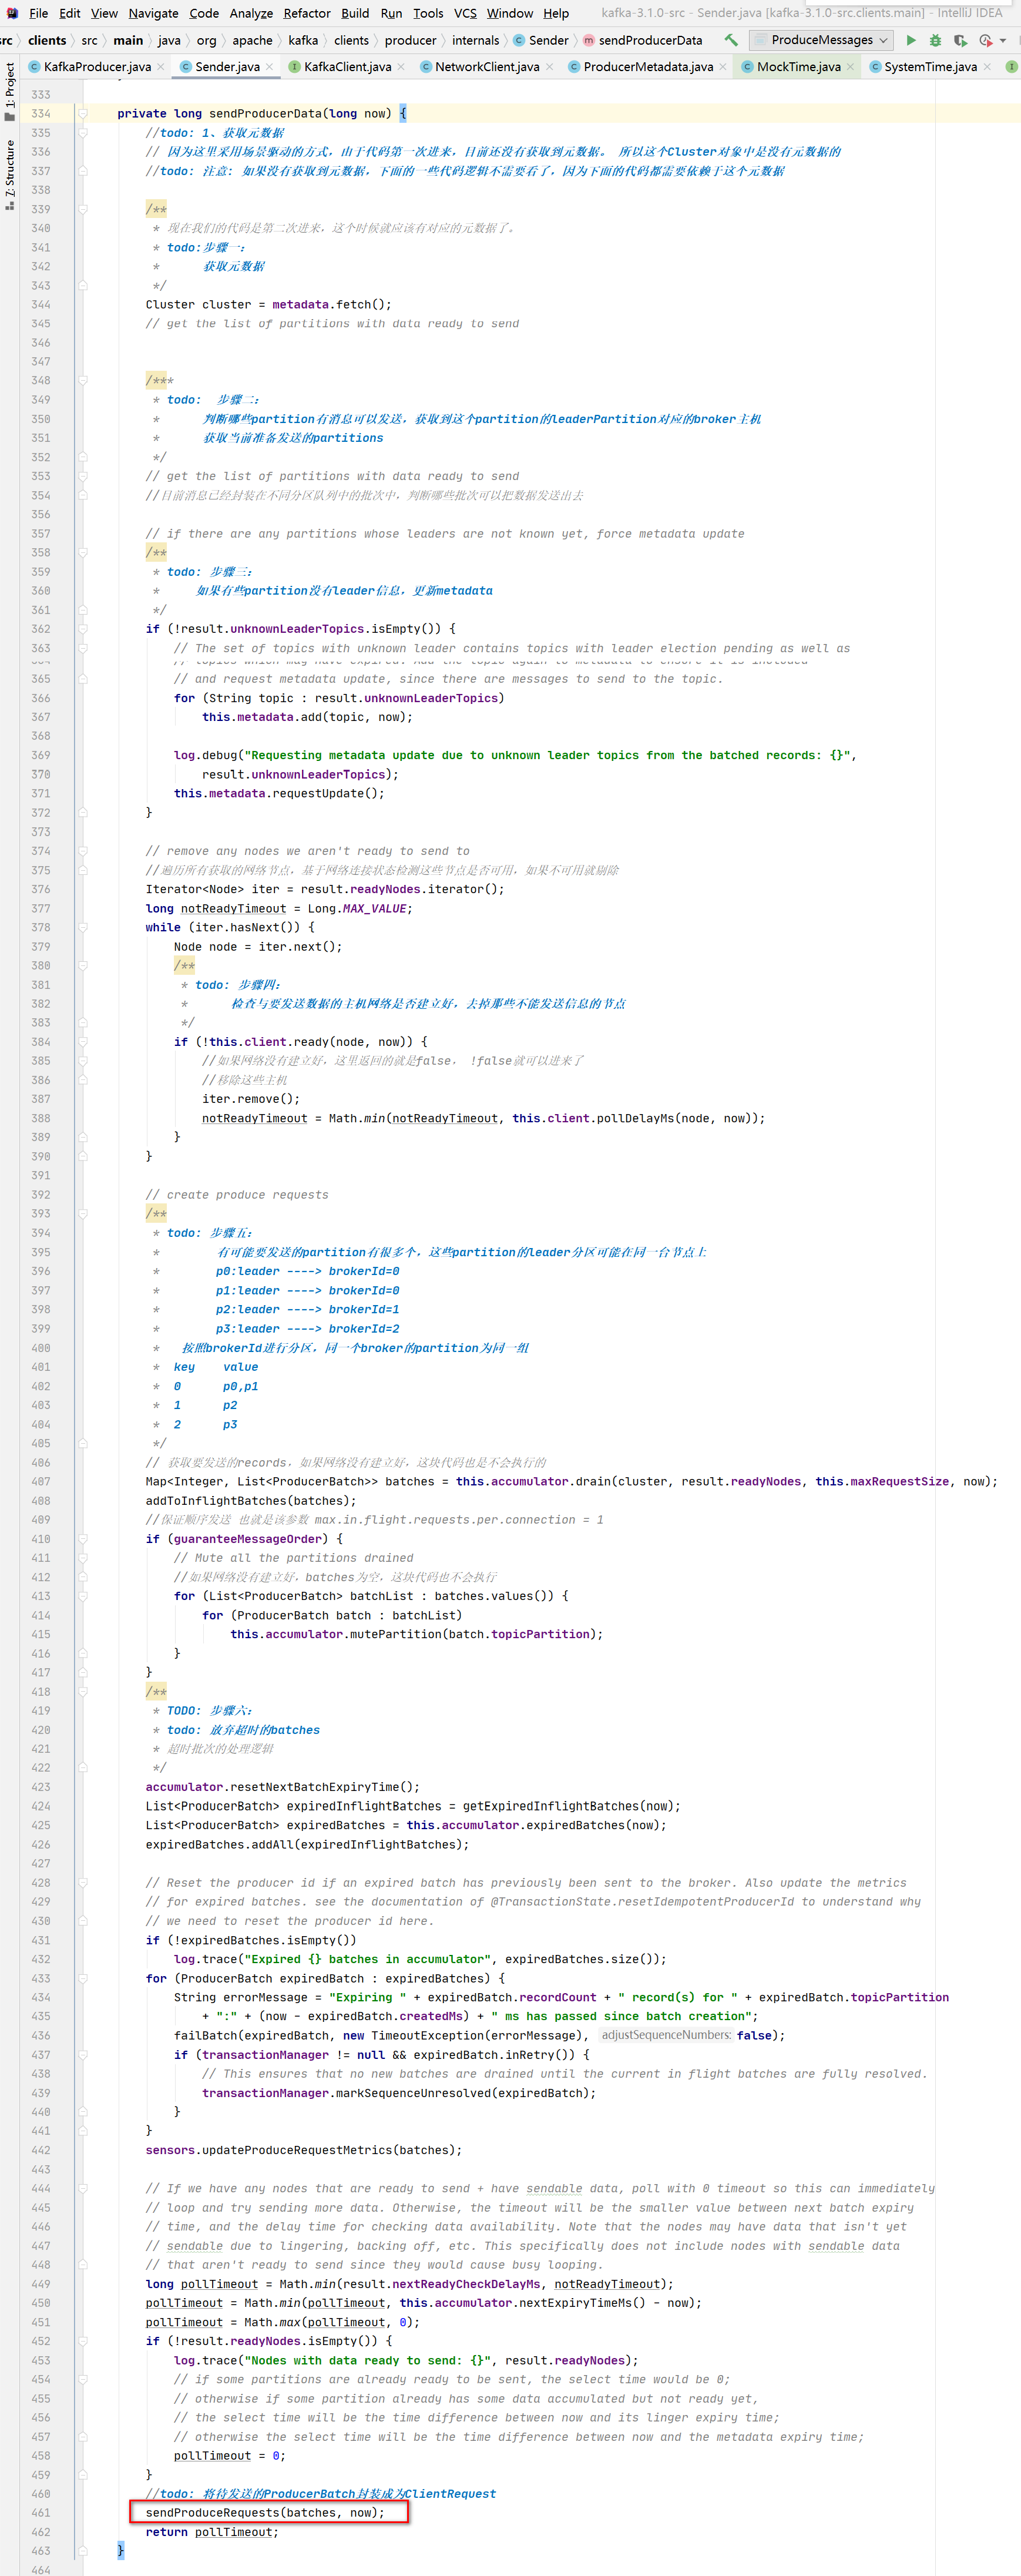 File Edit View Navigate Code Analyze Refactor Build Run Tools VCS Window Help kafka-3.1.0-src - Sender.java [kafka-3.1.0-src.clients.main] - IntelliJ IDEA
src clients src main java org apache kafka clients producer internals Sender sendProducerData ProduceMessages
KafkaProducer.java Sender.java KafkaClient.java NetworkClient.java ProducerMetadata.java MockTime.java SystemTime.java
1: Project
7: Structure
333
334 private long sendProducerData(long now) {
335 //todo: 1、获取元数据
336 // 因为这里采用场景驱动的方式，由于代码第一次进来，目前还没有获取到元数据。 所以这个Cluster对象中是没有元数据的
337 //todo: 注意: 如果没有获取到元数据，下面的一些代码逻辑不需要看了，因为下面的代码都需要依赖于这个元数据
338
339 /**
340 * 现在我们的代码是第二次进来，这个时候就应该有对应的元数据了。
341 * todo:步骤一：
342 * 获取元数据
343 */
344 Cluster cluster = metadata.fetch();
345 // get the list of partitions with data ready to send
346
347
348 /***
349 * todo: 步骤二：
350 * 判断哪些partition有消息可以发送，获取到这个partition的leaderPartition对应的broker主机
351 * 获取当前准备发送的partitions
352 */
353 // get the list of partitions with data ready to send
354 //目前消息已经封装在不同分区队列中的批次中，判断哪些批次可以把数据发送出去
356
357 // if there are any partitions whose leaders are not known yet, force metadata update
358 /**
359 * todo: 步骤三：
360 * 如果有些partition没有leader信息，更新metadata
361 */
362 if (!result.unknownLeaderTopics.isEmpty()) {
363 // The set of topics with unknown leader contains topics with leader election pending as well as
365 // and request metadata update, since there are messages to send to the topic.
366 for (String topic : result.unknownLeaderTopics)
367 this.metadata.add(topic, now);
368
369 log.debug("Requesting metadata update due to unknown leader topics from the batched records: {}",
370 result.unknownLeaderTopics);
371 this.metadata.requestUpdate();
372 }
373
374 // remove any nodes we aren't ready to send to
375 //遍历所有获取的网络节点，基于网络连接状态检测这些节点是否可用，如果不可用就剔除
376 Iterator<Node> iter = result.readyNodes.iterator();
377 long notReadyTimeout = Long.MAX_VALUE;
378 while (iter.hasNext()) {
379 Node node = iter.next();
380 /**
381 * todo: 步骤四：
382 * 检查与要发送数据的主机网络是否建立好，去掉那些不能发送信息的节点
383 */
384 if (!this.client.ready(node, now)) {
385 //如果网络没有建立好，这里返回的就是false， !false就可以进来了
386 //移除这些主机
387 iter.remove();
388 notReadyTimeout = Math.min(notReadyTimeout, this.client.pollDelayMs(node, now));
389 }
390 }
391
392 // create produce requests
393 /**
394 * todo: 步骤五：
395 * 有可能要发送的partition有很多个，这些partition的leader分区可能在同一台节点上
396 * p0:leader ----> brokerId=0
397 * p1:leader ----> brokerId=0
398 * p2:leader ----> brokerId=1
399 * p3:leader ----> brokerId=2
400 * 按照brokerId进行分区，同一个broker的partition为同一组
401 * key value
402 * 0 p0,p1
403 * 1 p2
404 * 2 p3
405 */
406 // 获取要发送的records，如果网络没有建立好，这块代码也是不会执行的
407 Map<Integer, List<ProducerBatch>> batches = this.accumulator.drain(cluster, result.readyNodes, this.maxRequestSize, now);
408 addToInflightBatches(batches);
409 //保证顺序发送 也就是该参数 max.in.flight.requests.per.connection = 1
410 if (guaranteeMessageOrder) {
411 // Mute all the partitions drained
412 //如果网络没有建立好，batches为空，这块代码也不会执行
413 for (List<ProducerBatch> batchList : batches.values()) {
414 for (ProducerBatch batch : batchList)
415 this.accumulator.mutePartition(batch.topicPartition);
416 }
417 }
418 /**
419 * TODO: 步骤六：
420 * todo: 放弃超时的batches
421 * 超时批次的处理逻辑
422 */
423 accumulator.resetNextBatchExpiryTime();
424 List<ProducerBatch> expiredInflightBatches = getExpiredInflightBatches(now);
425 List<ProducerBatch> expiredBatches = this.accumulator.expiredBatches(now);
426 expiredBatches.addAll(expiredInflightBatches);
427
428 // Reset the producer id if an expired batch has previously been sent to the broker. Also update the metrics
429 // for expired batches. see the documentation of @TransactionState.resetIdempotentProducerId to understand why
430 // we need to reset the producer id here.
431 if (!expiredBatches.isEmpty())
432 log.trace("Expired {} batches in accumulator", expiredBatches.size());
433 for (ProducerBatch expiredBatch : expiredBatches) {
434 String errorMessage = "Expiring " + expiredBatch.recordCount + " record(s) for " + expiredBatch.topicPartition
435 + ":" + (now - expiredBatch.createdMs) + " ms has passed since batch creation";
436 failBatch(expiredBatch, new TimeoutException(errorMessage), adjustSequenceNumbers: false);
437 if (transactionManager != null && expiredBatch.inRetry()) {
438 // This ensures that no new batches are drained until the current in flight batches are fully resolved.
439 transactionManager.markSequenceUnresolved(expiredBatch);
440 }
441 }
442 sensors.updateProduceRequestMetrics(batches);
443
444 // If we have any nodes that are ready to send + have sendable data, poll with 0 timeout so this can immediately
445 // loop and try sending more data. Otherwise, the timeout will be the smaller value between next batch expiry
446 // time, and the delay time for checking data availability. Note that the nodes may have data that isn't yet
447 // sendable due to lingering, backing off, etc. This specifically does not include nodes with sendable data
448 // that aren't ready to send since they would cause busy looping.
449 long pollTimeout = Math.min(result.nextReadyCheckDelayMs, notReadyTimeout);
450 pollTimeout = Math.min(pollTimeout, this.accumulator.nextExpiryTimeMs() - now);
451 pollTimeout = Math.max(pollTimeout, 0);
452 if (!result.readyNodes.isEmpty()) {
453 log.trace("Nodes with data ready to send: {}", result.readyNodes);
454 // if some partitions are already ready to be sent, the select time would be 0;
455 // otherwise if some partition already has some data accumulated but not ready yet,
456 // the select time will be the time difference between now and its linger expiry time;
457 // otherwise the select time will be the time difference between now and the metadata expiry time;
458 pollTimeout = 0;
459 }
460 //todo: 将待发送的ProducerBatch封装成为ClientRequest
461 sendProduceRequests(batches, now);
462 return pollTimeout;
463 }
464